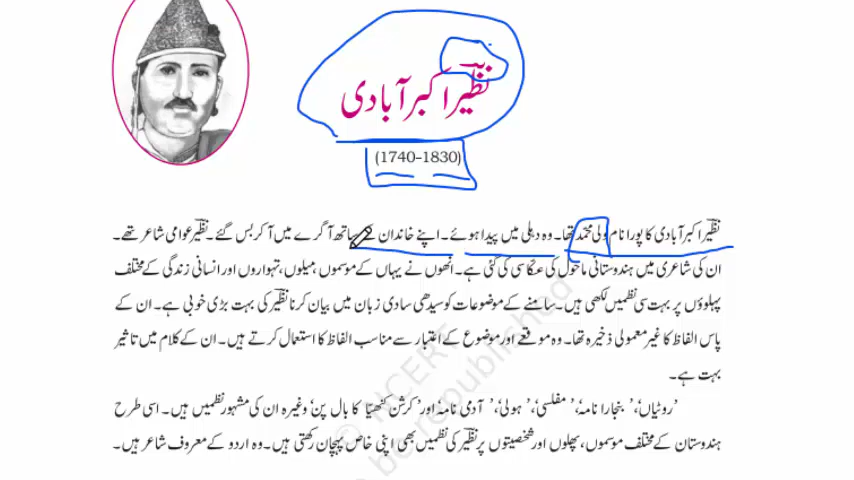 نظیر اکبر آبادی
(1740-1830)
نظیر اکبر آبادی کا پورا نام ولی محمد تھا۔ وہ دہلی میں پیدا ہوئے۔ اپنے خاندان کے ساتھ آگرے میں آکر بس گئے۔ نظیر عوامی شاعر تھے۔
ان کی شاعری میں ہندوستانی ماحول کی عکاسی کی گئی ہے۔ انھوں نے یہاں کے موسموں، میلوں، تہواروں اور انسانی زندگی کے مختلف
پہلوؤں پر بہت سی نظمیں لکھی ہیں۔ سامنے کے موضوعات کو سیدھی سادی زبان میں بیان کرنا نظیر کی بہت بڑی خوبی ہے۔ ان کے
پاس الفاظ کا غیر معمولی ذخیرہ تھا۔ وہ موقعے اور موضوع کے اعتبار سے مناسب الفاظ کا استعمال کرتے ہیں۔ ان کے کلام میں تاثیر
بہت ہے۔
’روٹیاں‘، ’بنجارا نامہ‘، ’مفلسی‘، ’ہولی‘، ’آدمی نامہ‘ اور ’کرشن کنھیّا کا بال پن‘ وغیرہ ان کی مشہور نظمیں ہیں۔ اسی طرح
ہندوستان کے مختلف موسموں، پھلوں اور شخصیتوں پر نظیر کی نظمیں بھی اپنی خاص پہچان رکھتی ہیں۔ وہ اردو کے معروف شاعر ہیں۔
© NCERT
be republished